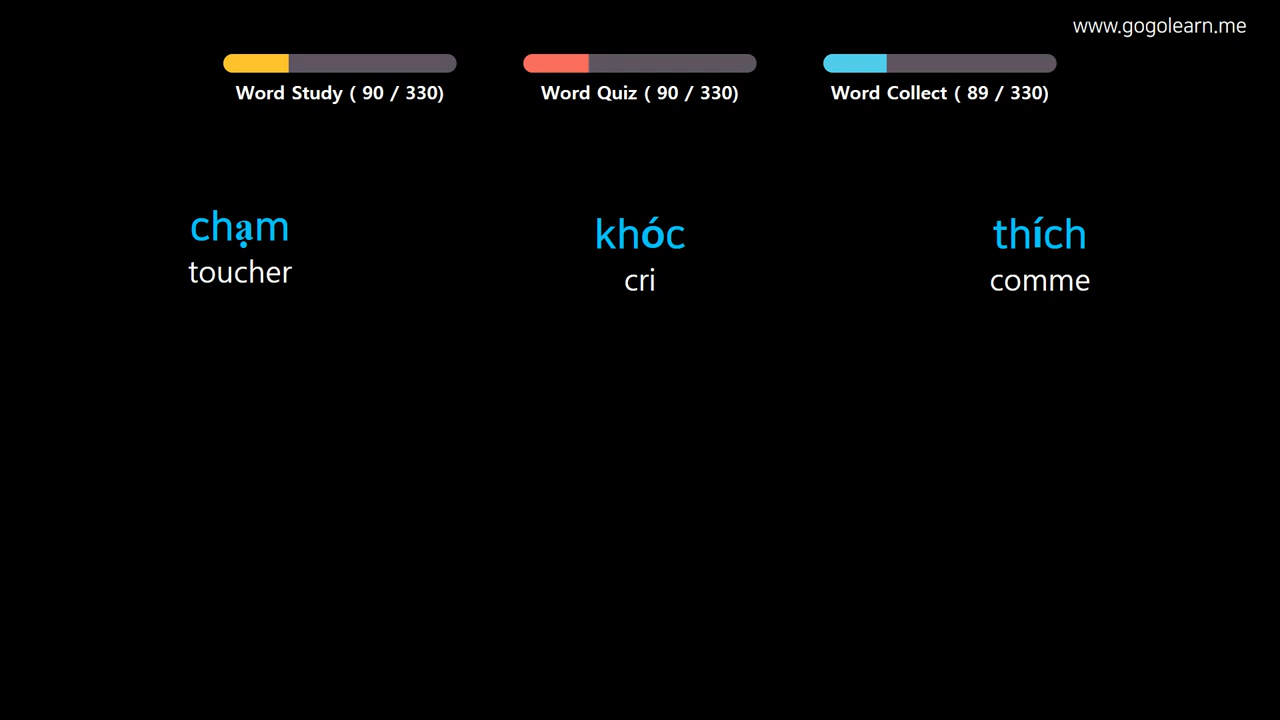 www.gogolearn.me
Word Study ( 90 / 330)
Word Quiz ( 90 / 330)
Word Collect ( 89 / 330)
chạm
toucher
khóc
cri
thích
comme